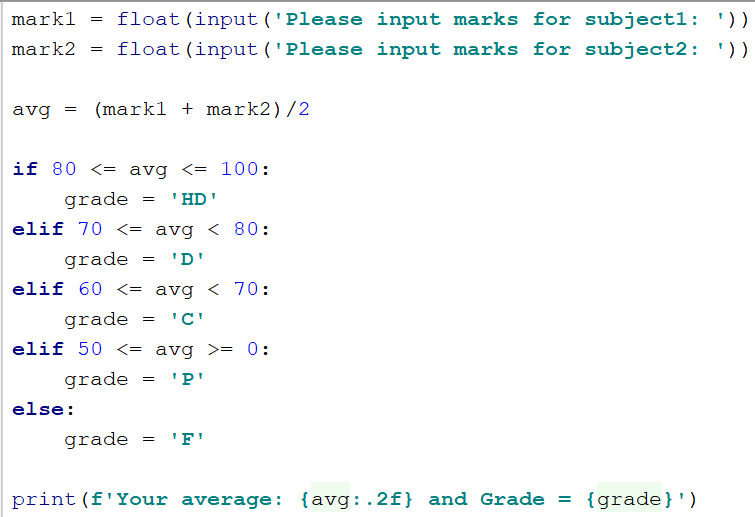 mark1 = float(input('Please input marks for subject1: '))
mark2 = float(input('Please input marks for subject2: '))
avg = (mark1 + mark2)/2
if 80 <= avg <= 100:
    grade = 'HD'
elif 70 <= avg < 80:
    grade = 'D'
elif 60 <= avg < 70:
    grade = 'C'
elif 50 <= avg >= 0:
    grade = 'P'
else:
    grade = 'F'
print(f'Your average: {avg:.2f} and Grade = {grade}')